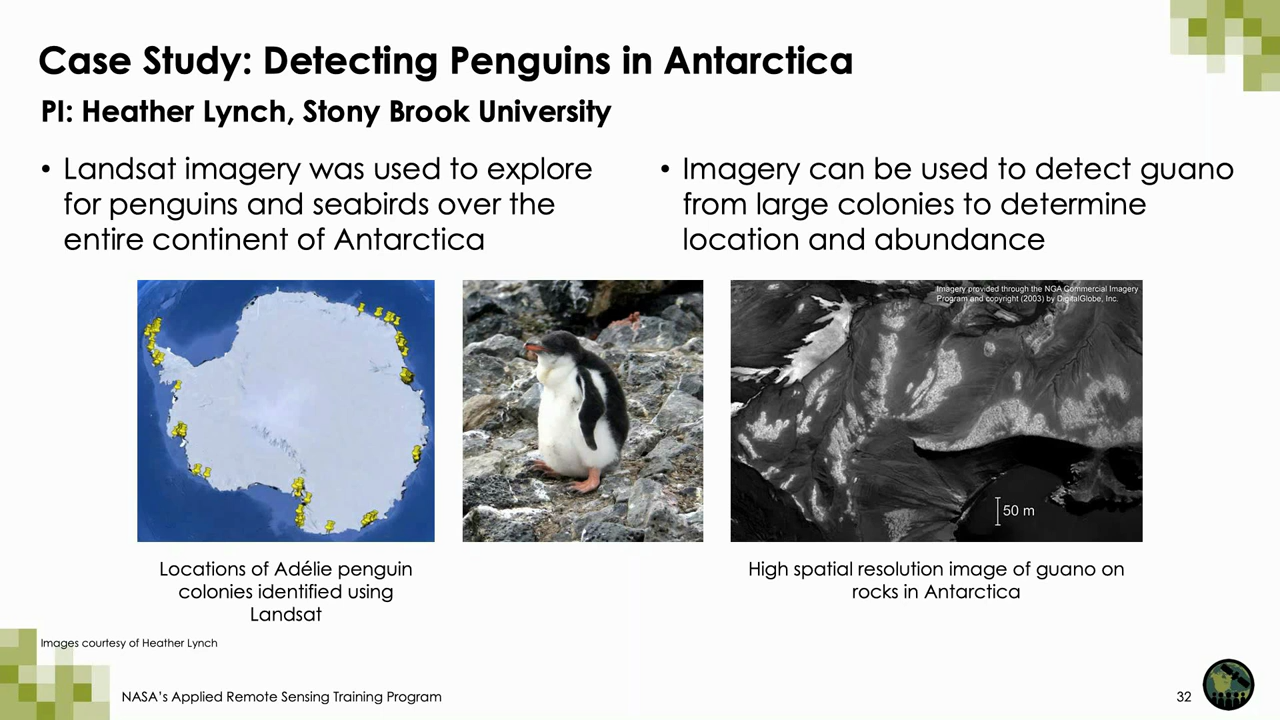 Case Study: Detecting Penguins in Antarctica
PI: Heather Lynch, Stony Brook University
• Landsat imagery was used to explore
for penguins and seabirds over the
entire continent of Antarctica
• Imagery can be used to detect guano
from large colonies to determine
location and abundance
Imagery provided through the NGA Commercial Imagery
Program and copyright (2003) by DigitalGlobe, Inc.
50 m
Locations of Adélie penguin
colonies identified using
Landsat
High spatial resolution image of guano on
rocks in Antarctica
Images courtesy of Heather Lynch
NASA's Applied Remote Sensing Training Program
32